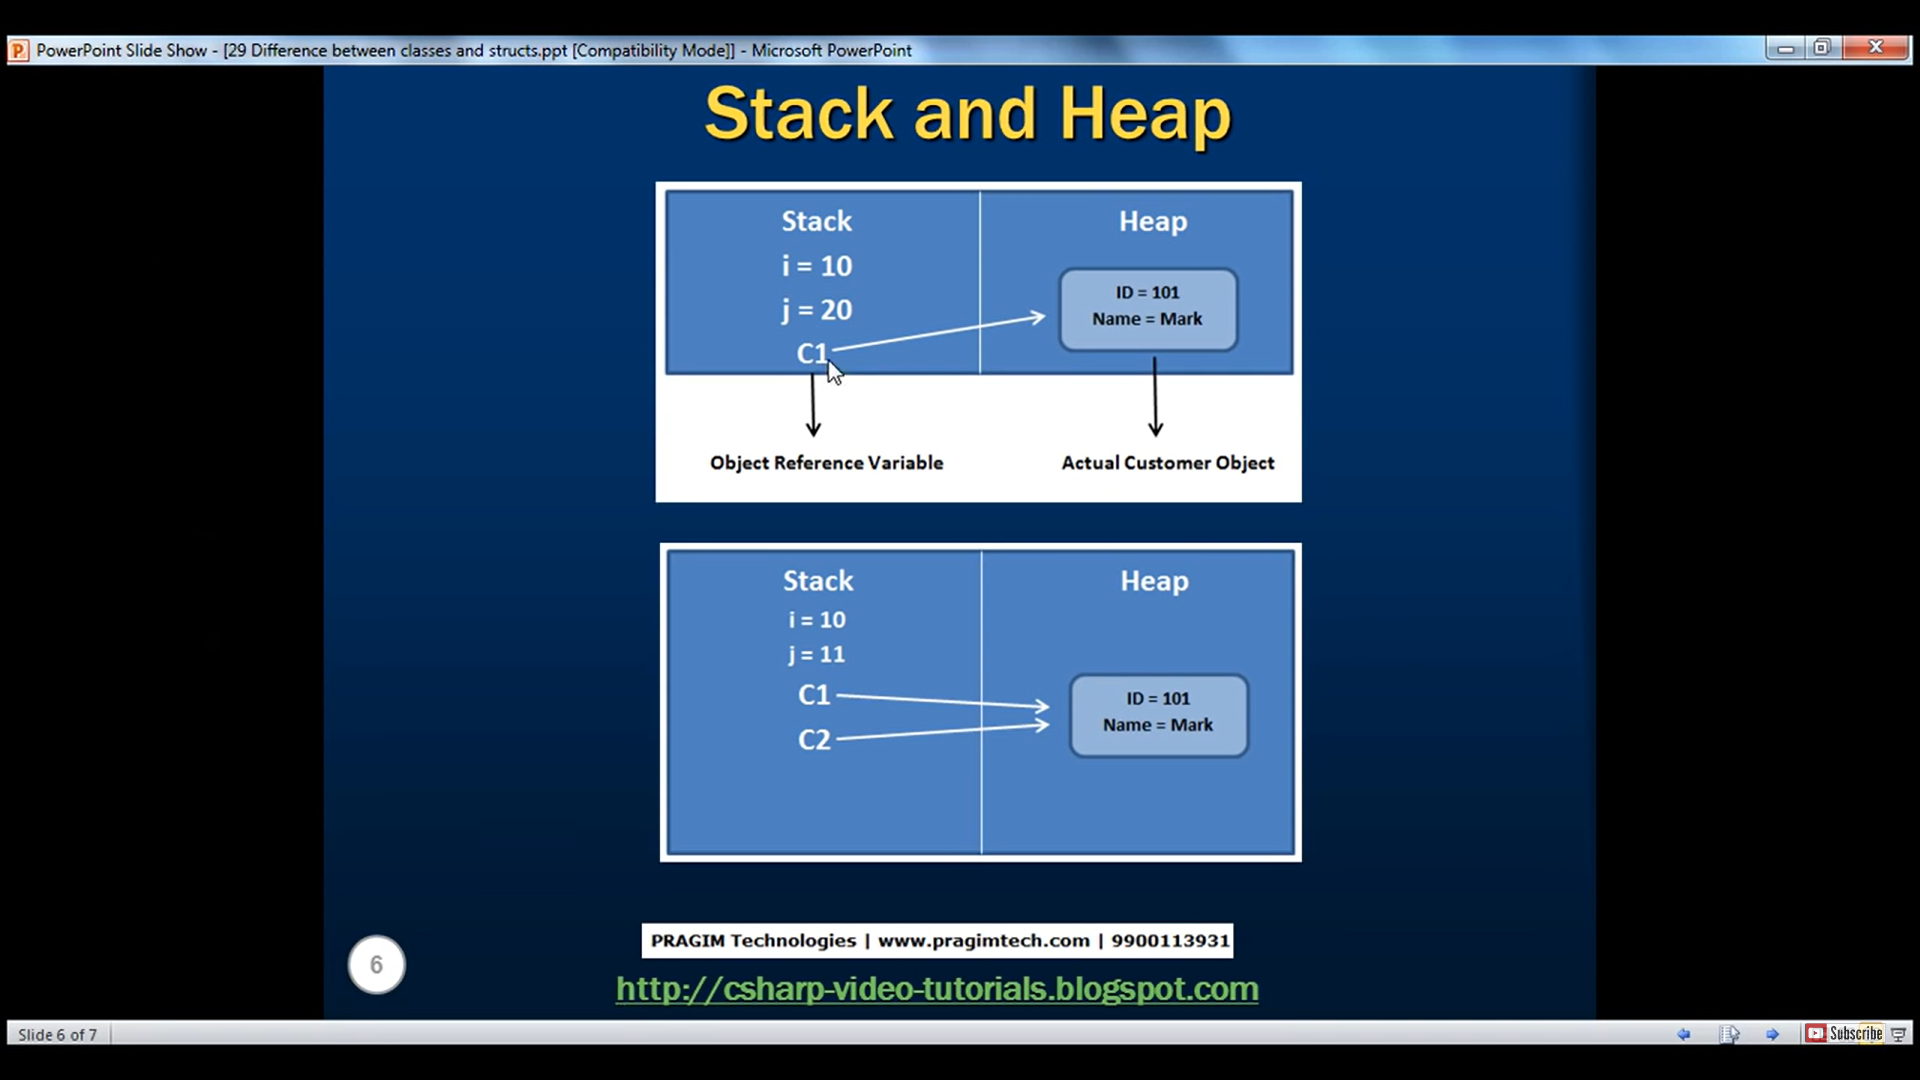 PowerPoint Slide Show - [29 Difference between classes and structs.ppt [Compatibility Mode]] - Microsoft PowerPoint
Stack and Heap
Stack
Heap
i = 10
j = 20
C1
ID = 101
Name = Mark
Object Reference Variable
Actual Customer Object
Stack
Heap
i = 10
j = 11
C1
C2
ID = 101
Name = Mark
PRAGIM Technologies | www.pragimtech.com | 9900113931
6
http://csharp-video-tutorials.blogspot.com
Slide 6 of 7
Subscribe